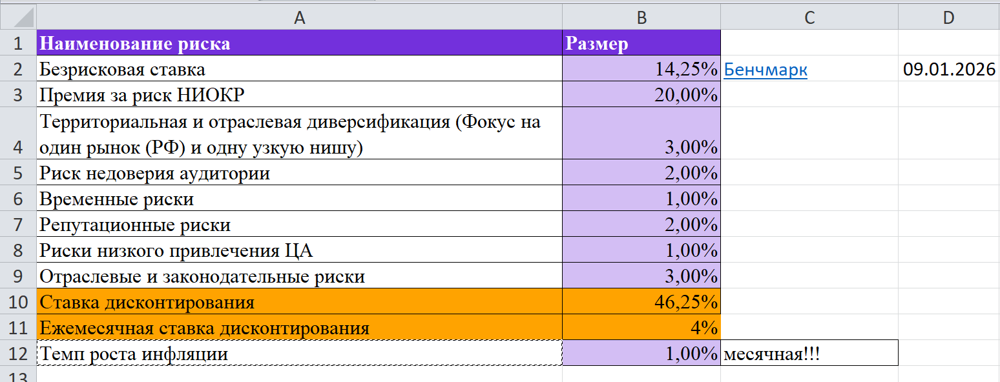 A B C D
1 Наименование риска Размер
2 Безрисковая ставка 14,25% Бенчмарк 09.01.2026
3 Премия за риск НИОКР 20,00%
Территориальная и отраслевая диверсификация (Фокус на
4 один рынок (РФ) и одну узкую нишу) 3,00%
5 Риск недоверия аудитории 2,00%
6 Временные риски 1,00%
7 Репутационные риски 2,00%
8 Риски низкого привлечения ЦА 1,00%
9 Отраслевые и законодательные риски 3,00%
10 Ставка дисконтирования 46,25%
11 Ежемесячная ставка дисконтирования 4%
12 Темп роста инфляции 1,00% месячная!!!
13